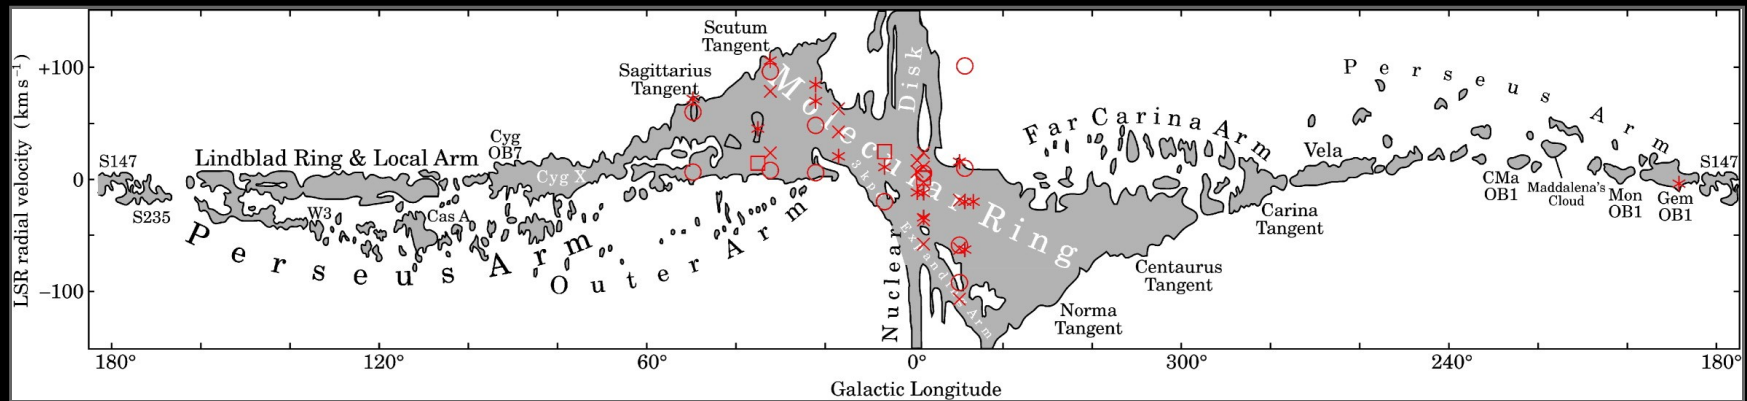 LSR radial velocity (km s⁻¹)
+100
0
−100
S147
S235
Lindblad Ring & Local Arm
W3
Cas A
Cyg
OB7
Cyg X
Perseus Arm
Outer Arm
Sagittarius
Tangent
Scutum
Tangent
Molecular Ring
3 kpc Expanding Arm
Nuclear Disk
Far Carina Arm
Norma
Tangent
Centaurus
Tangent
Carina
Tangent
Vela
Perseus Arm
CMa
OB1
Maddalena's
Cloud
Mon
OB1
Gem
OB1
S147
180° 120° 60° 0° 300° 240° 180°
Galactic Longitude